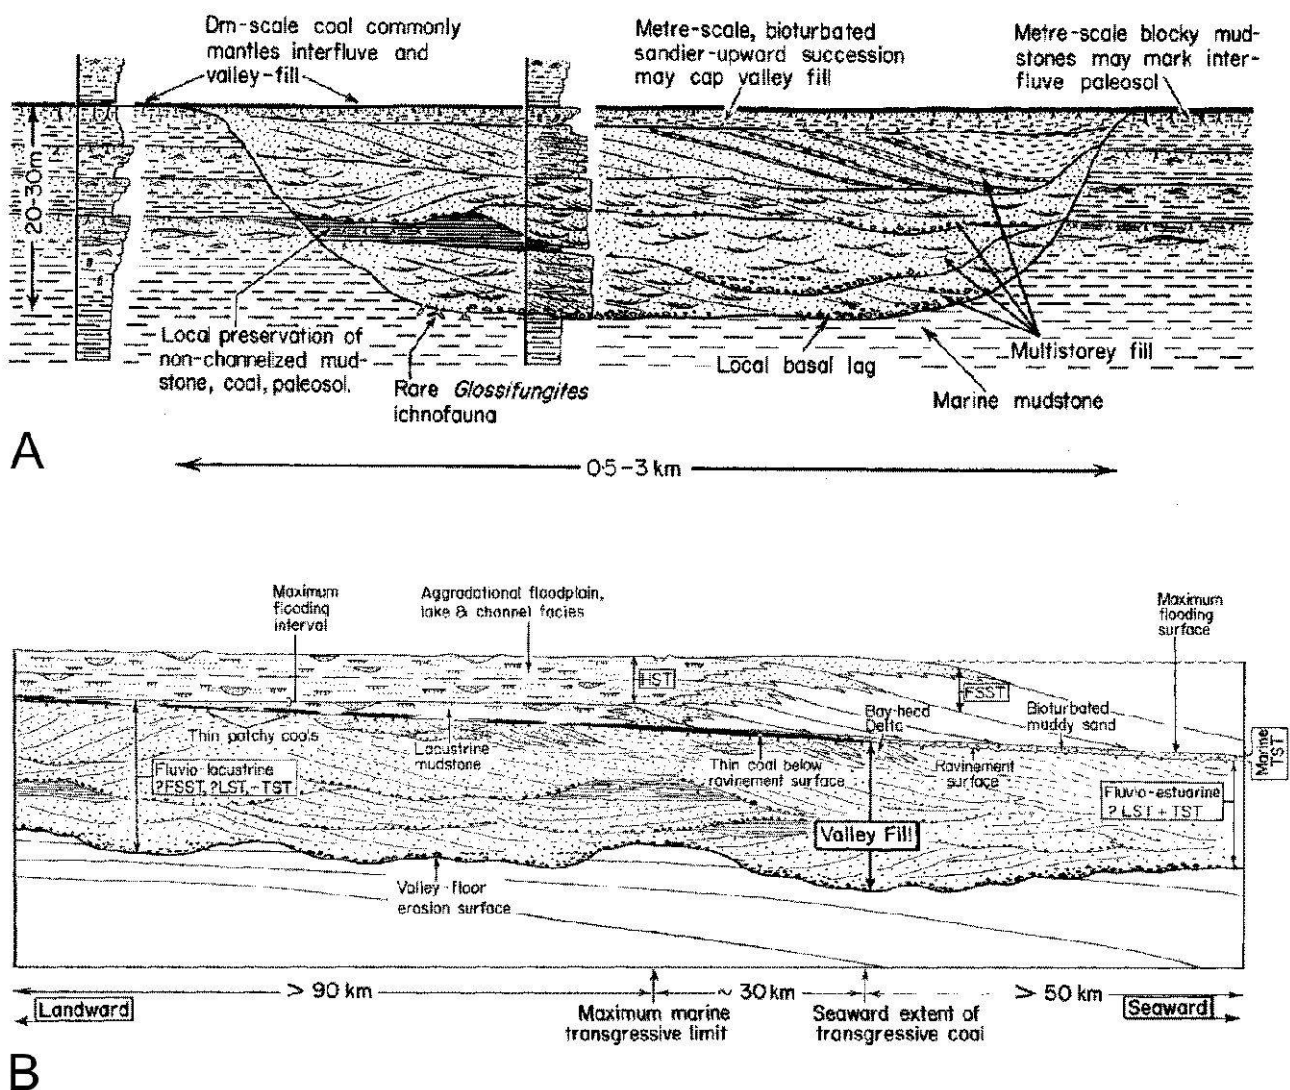 Dm-scale coal commonly
mantles interfluve and
valley-fill
Metre-scale, bioturbated
sandier-upward succession
may cap valley fill
Metre-scale blocky mud-
stones may mark inter-
fluve paleosol
20-30m
Local preservation of
non-channelized mud-
stone, coal, paleosol.
Rare Glossifungites
ichnofauna
Local basal lag
Multistorey fill
Marine mudstone
A
0·5-3 km
Maximum
flooding
interval
Aggradational floodplain,
lake & channel facies
Maximum
flooding
surface
HST
FSST
Bay-head
Delta
Bioturbated
muddy sand
Thin patchy coals
Lacustrine
mudstone
Thin coal below
ravinement surface
Ravinement
surface
Marine
TST
Fluvio-lacustrine
?FSST, ?LST, -TST
Fluvio-estuarine
?LST + TST
Valley Fill
Valley floor
erosion surface
> 90 km
~ 30 km
> 50 km
Landward
Maximum marine
transgressive limit
Seaward extent of
transgressive coal
Seaward
B